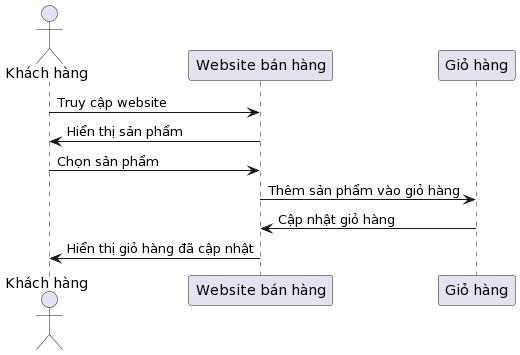 Khách hàng
Website bán hàng
Giỏ hàng
Truy cập website
Hiển thị sản phẩm
Chọn sản phẩm
Thêm sản phẩm vào giỏ hàng
Cập nhật giỏ hàng
Hiển thị giỏ hàng đã cập nhật
Khách hàng
Website bán hàng
Giỏ hàng